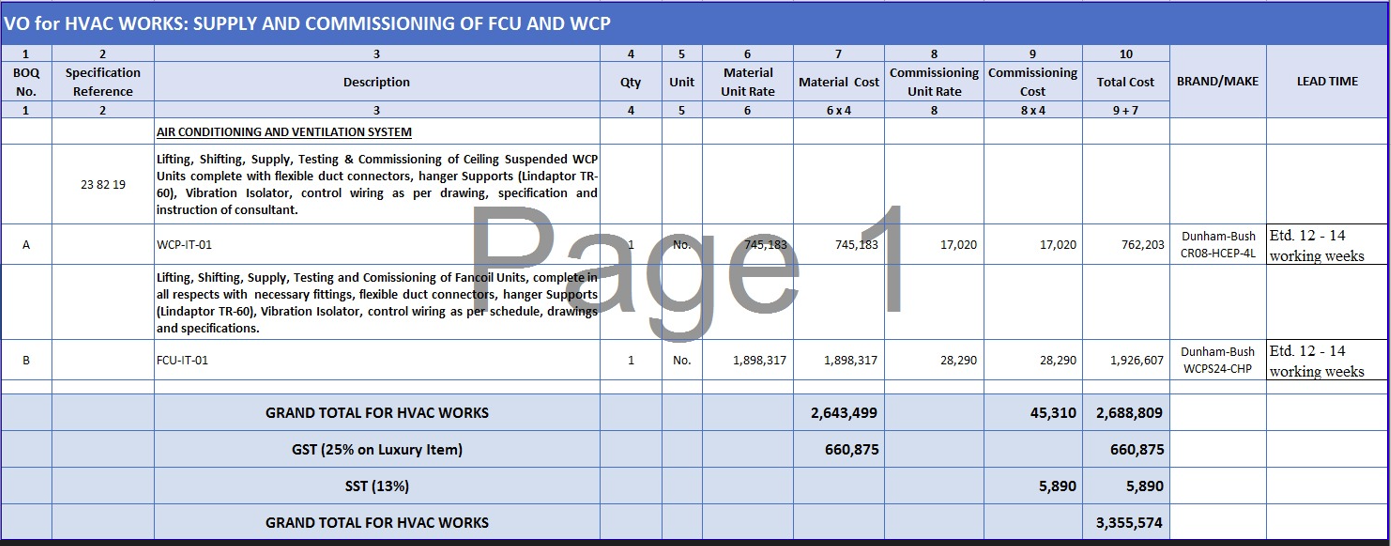 VO for HVAC WORKS: SUPPLY AND COMMISSIONING OF FCU AND WCP
1 2 3 4 5 6 7 8 9 10
BOQ No. Specification Reference Description Qty Unit Material Unit Rate Material Cost Commissioning Unit Rate Commissioning Cost Total Cost BRAND/MAKE LEAD TIME
1 2 3 4 5 6 6 x 4 8 8 x 4 9 + 7
AIR CONDITIONING AND VENTILATION SYSTEM
23 82 19
Lifting, Shifting, Supply, Testing & Commissioning of Ceiling Suspended WCP
Units complete with flexible duct connectors, hanger Supports (Lindaptor TR-
60), Vibration Isolator, control wiring as per drawing, specification and
instruction of consultant.
A WCP-IT-01 1 No. 745,183 745,183 17,020 17,020 762,203 Dunham-Bush CR08-HCEP-4L Etd. 12 - 14 working weeks
Lifting, Shifting, Supply, Testing and Comissioning of Fancoil Units, complete in
all respects with necessary fittings, flexible duct connectors, hanger Supports
(Lindaptor TR-60), Vibration Isolator, control wiring as per schedule, drawings
and specifications.
B FCU-IT-01 1 No. 1,898,317 1,898,317 28,290 28,290 1,926,607 Dunham-Bush WCPS24-CHP Etd. 12 - 14 working weeks
GRAND TOTAL FOR HVAC WORKS 2,643,499 45,310 2,688,809
GST (25% on Luxury Item) 660,875 660,875
SST (13%) 5,890 5,890
GRAND TOTAL FOR HVAC WORKS 3,355,574
Page 1